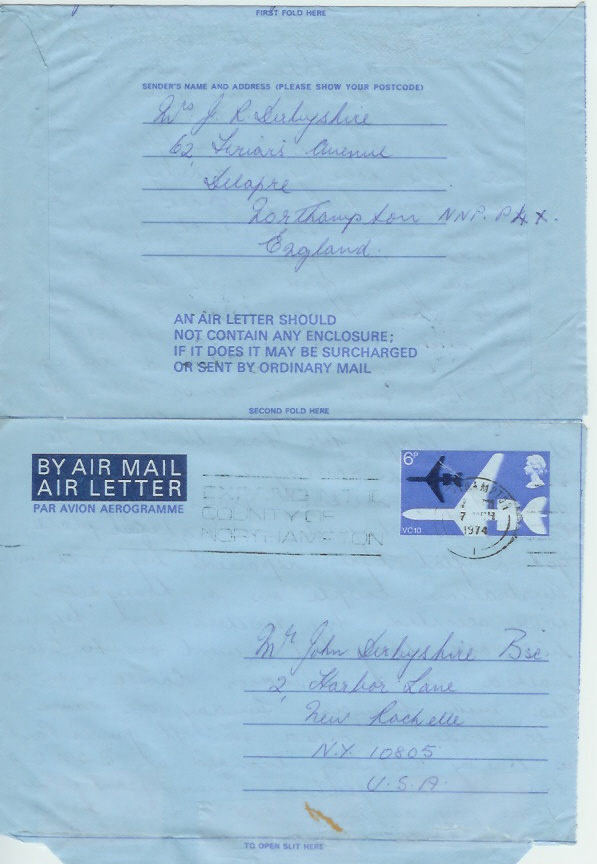 FIRST FOLD HERE
SENDER'S NAME AND ADDRESS (PLEASE SHOW YOUR POSTCODE)
Mrs J. R Derbyshire
62, Friars Avenue
Delapre
Northampton NN
England.
AN AIR LETTER SHOULD
NOT CONTAIN ANY ENCLOSURE;
IF IT DOES IT MAY BE SURCHARGED
OR SENT BY ORDINARY MAIL
SECOND FOLD HERE
BY AIR MAIL
AIR LETTER
PAR AVION AEROGRAMME
COUNTY OF
NORTHAMPTON
6P
VC10
1974
Mr John Derbyshire Bsc.
2, Harbor Lane
New Rochelle
N.Y. 10805
U.S.A.
TO OPEN SLIT HERE